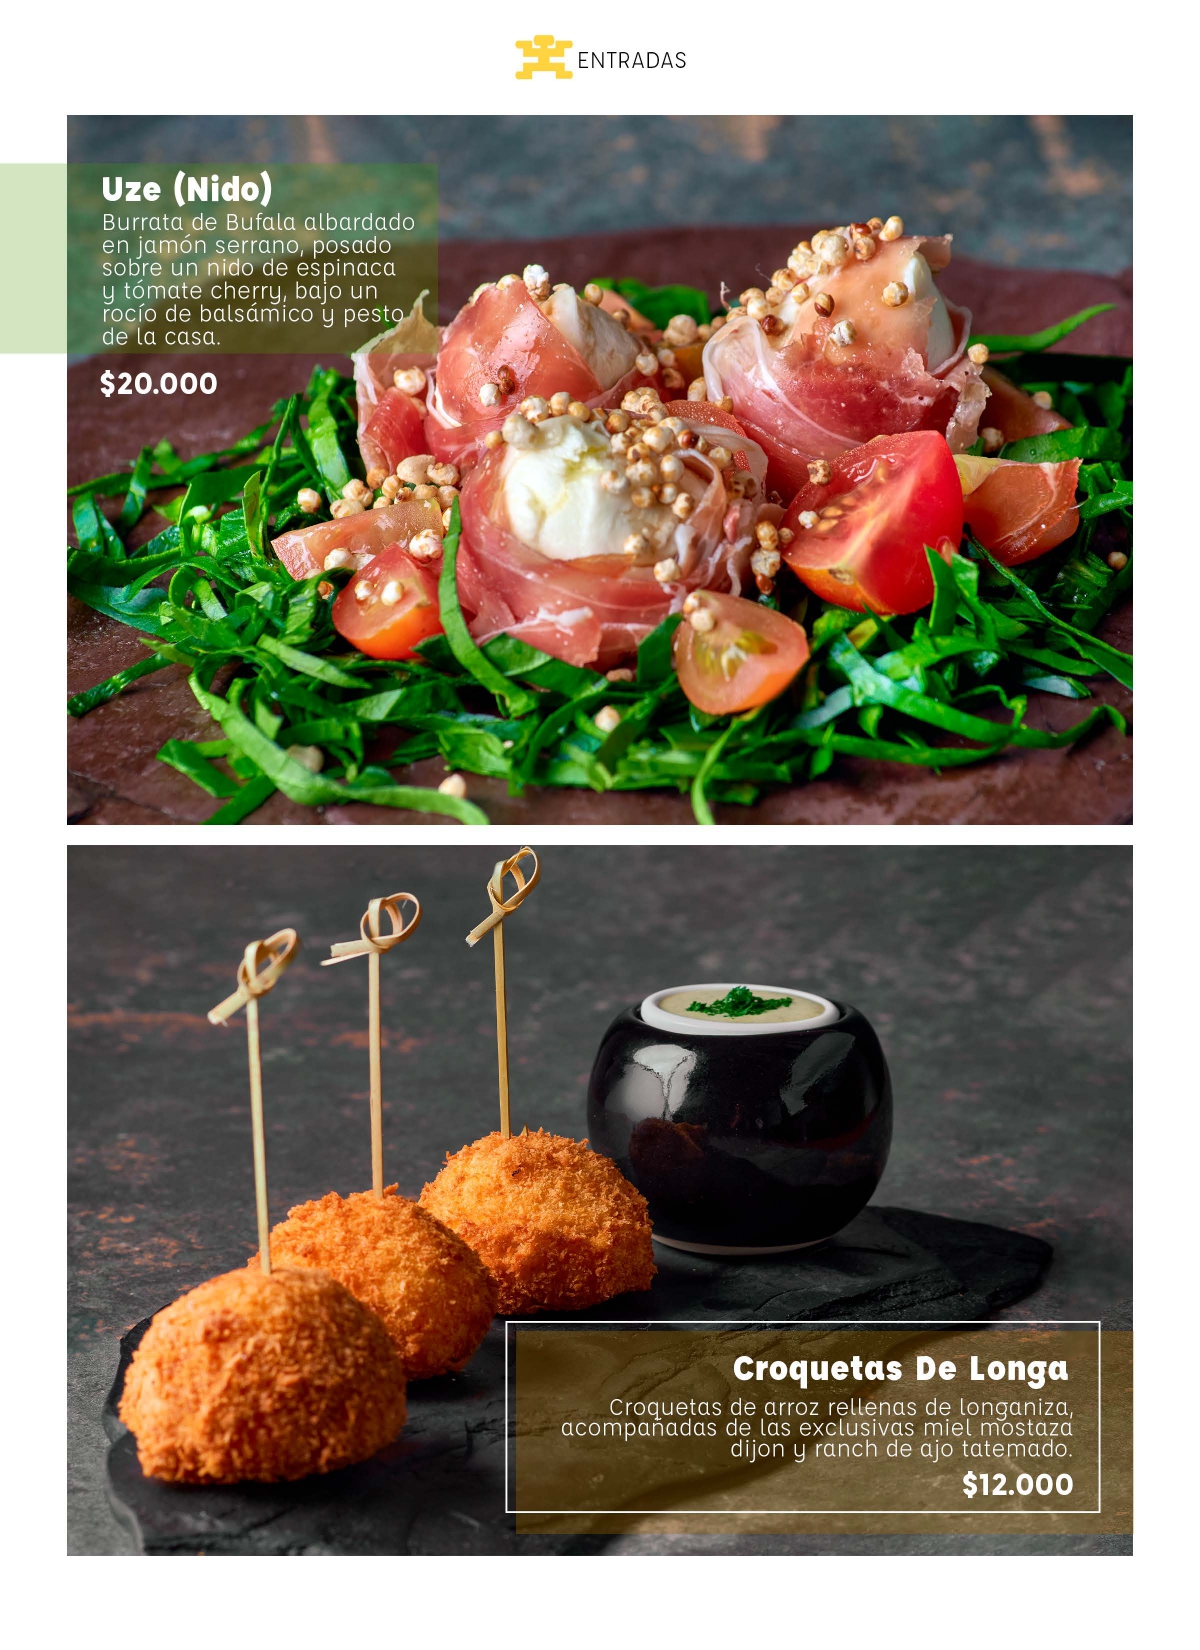 ENTRADAS
Uze (Nido)
Burrata de Bufala albardado
en jamón serrano, posado
sobre un nido de espinaca
y tómate cherry, bajo un
rocío de balsámico y pesto
de la casa.
$20.000
Croquetas De Longa
Croquetas de arroz rellenas de longaniza,
acompañadas de las exclusivas miel mostaza
dijon y ranch de ajo tatemado.
$12.000